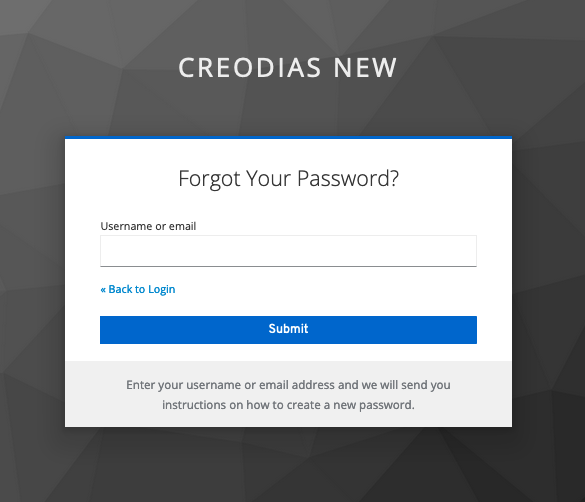 CREODIAS NEW
Forgot Your Password?
Username or email
« Back to Login
Submit
Enter your username or email address and we will send you
instructions on how to create a new password.